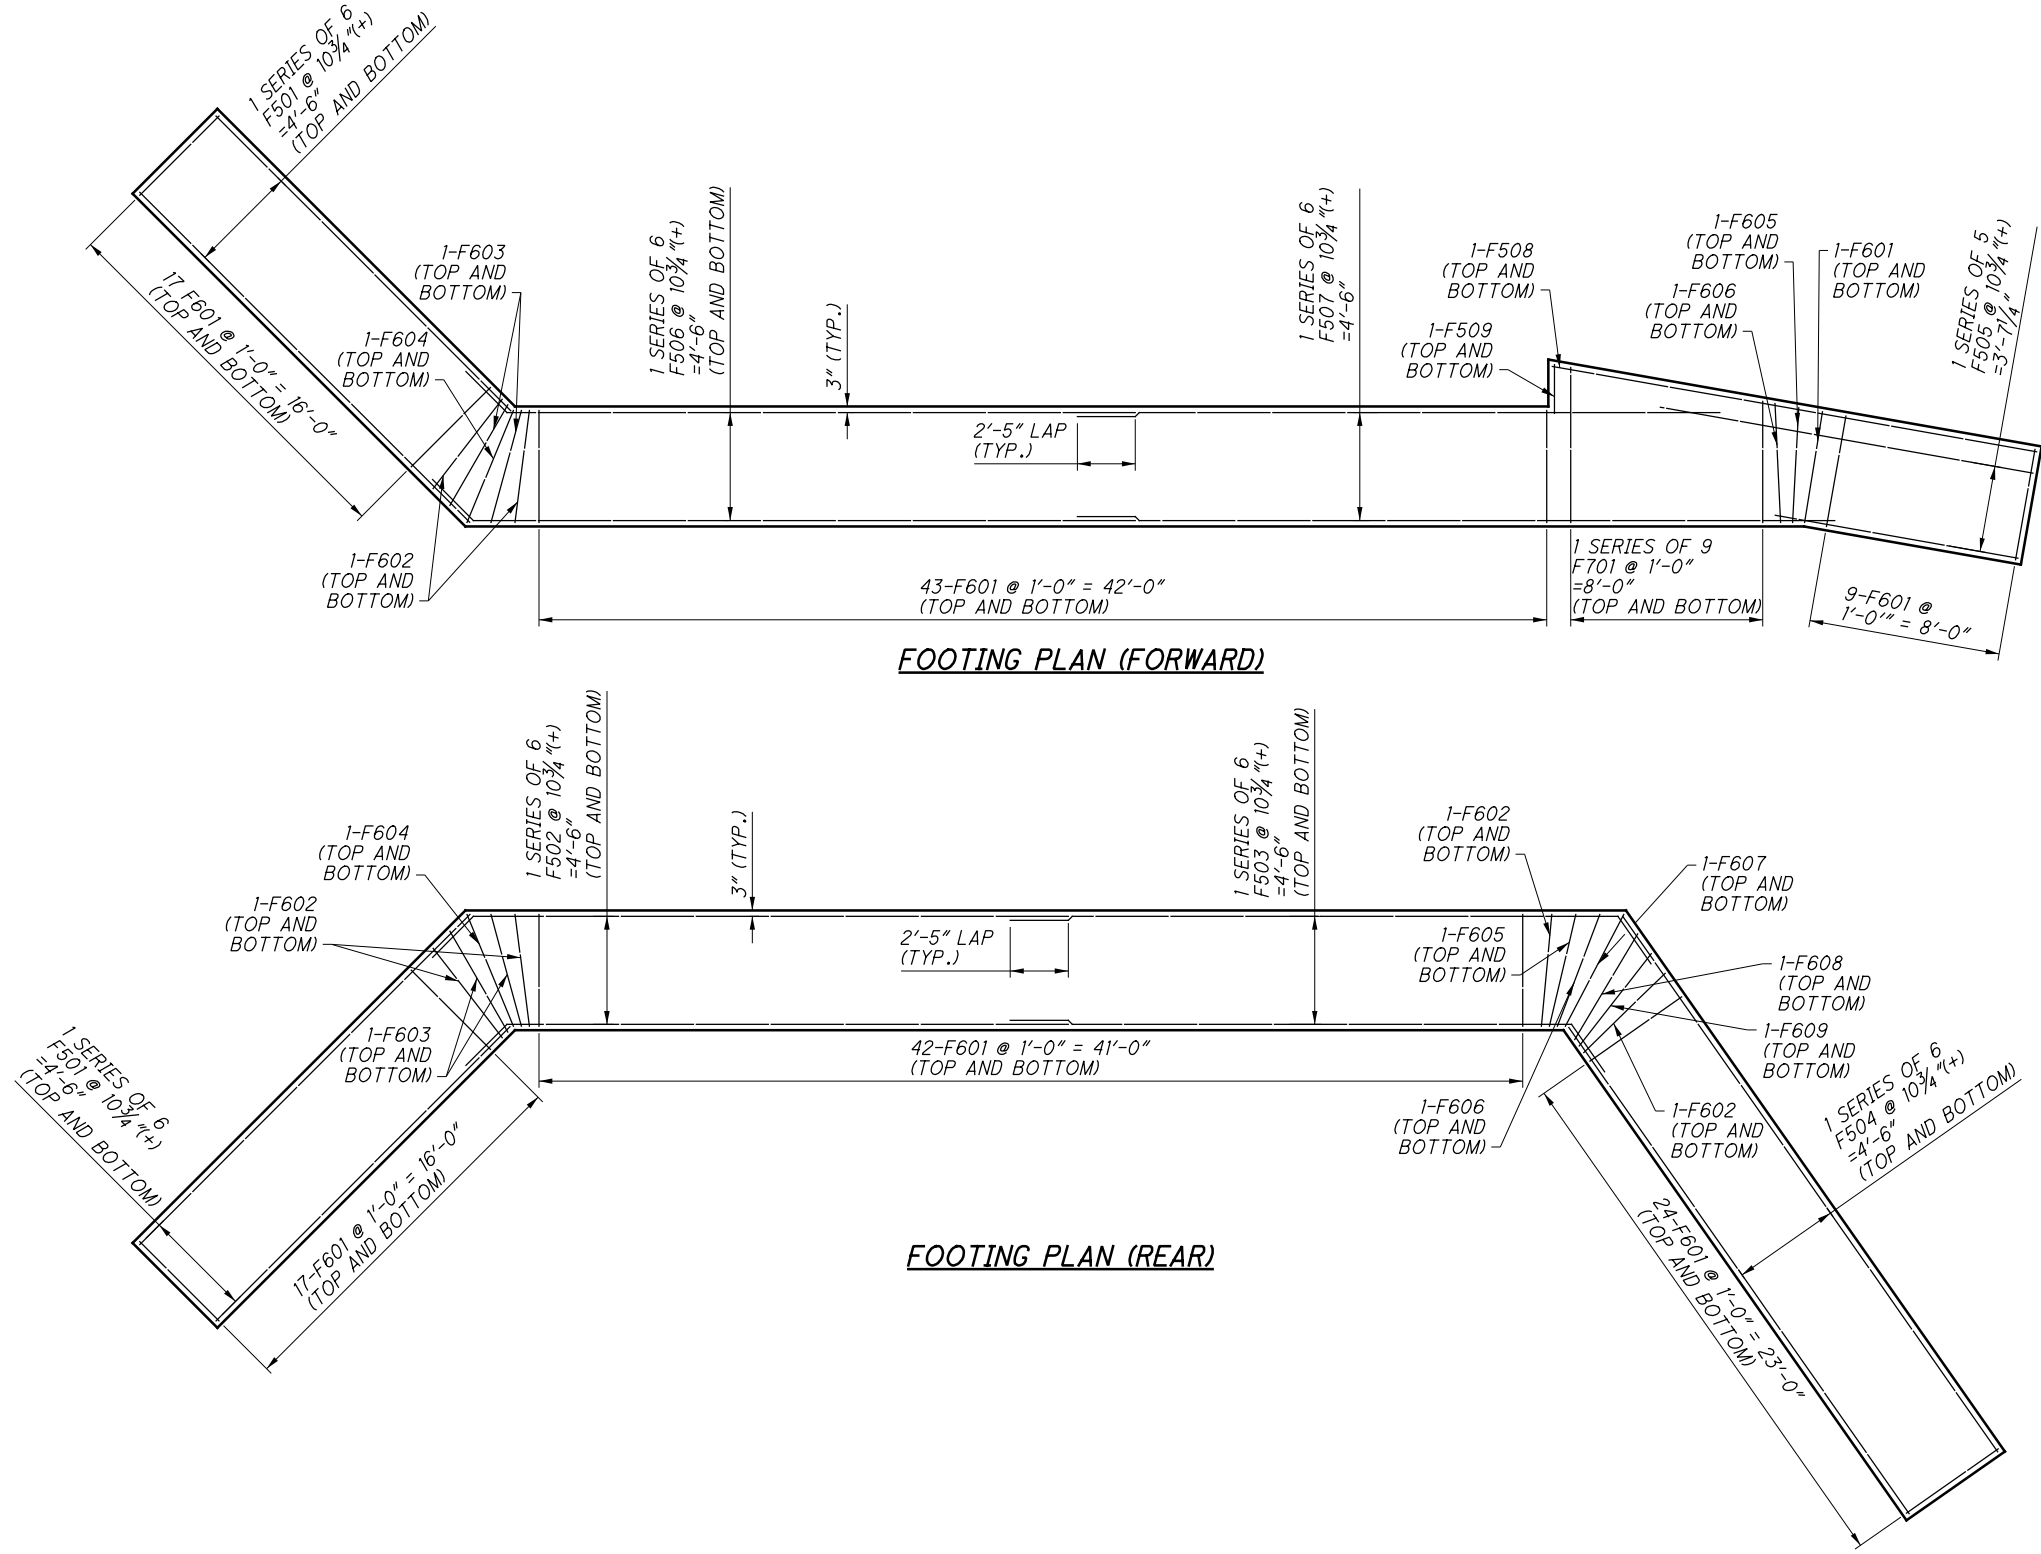 1 SERIES OF 6
F501 @ 10¾"(+)
=4'-6"
(TOP AND BOTTOM)
17 F601 @ 1'-0" = 16'-0"
(TOP AND BOTTOM)
1-F603
(TOP AND
BOTTOM)
1-F604
(TOP AND
BOTTOM)
1-F602
(TOP AND
BOTTOM)
1 SERIES OF 6
F506 @ 10¾"(+)
=4'-6"
(TOP AND BOTTOM)
3" (TYP.)
2'-5" LAP
(TYP.)
1 SERIES OF 6
F507 @ 10¾"(+)
=4'-6"
1-F508
(TOP AND
BOTTOM)
1-F509
(TOP AND
BOTTOM)
1-F605
(TOP AND
BOTTOM)
1-F606
(TOP AND
BOTTOM)
1-F601
(TOP AND
BOTTOM)
1 SERIES OF 5
F505 @ 10¾"(+)
=3'-7¼"
43-F601 @ 1'-0" = 42'-0"
(TOP AND BOTTOM)
1 SERIES OF 9
F701 @ 1'-0"
=8'-0"
(TOP AND BOTTOM)
9-F601 @
1'-0'" = 8'-0"
FOOTING PLAN (FORWARD)
1 SERIES OF 6
F502 @ 10¾"(+)
=4'-6"
(TOP AND BOTTOM)
3" (TYP.)
1 SERIES OF 6
F503 @ 10¾"(+)
=4'-6"
(TOP AND BOTTOM)
1-F604
(TOP AND
BOTTOM)
1-F602
(TOP AND
BOTTOM)
1-F603
(TOP AND
BOTTOM)
2'-5" LAP
(TYP.)
1-F602
(TOP AND
BOTTOM)
1-F605
(TOP AND
BOTTOM)
1-F607
(TOP AND
BOTTOM)
1-F608
(TOP AND
BOTTOM)
1-F609
(TOP AND
BOTTOM)
1-F602
(TOP AND
BOTTOM)
1-F606
(TOP AND
BOTTOM)
42-F601 @ 1'-0" = 41'-0"
(TOP AND BOTTOM)
1 SERIES OF 6
F501 @ 10¾"(+)
=4'-6"
(TOP AND BOTTOM)
17-F601 @ 1'-0" = 16'-0"
(TOP AND BOTTOM)
1 SERIES OF 6
F504 @ 10¾"(+)
=4'-6"
(TOP AND BOTTOM)
24-F601 @ 1'-0" = 23'-0"
(TOP AND BOTTOM)
FOOTING PLAN (REAR)